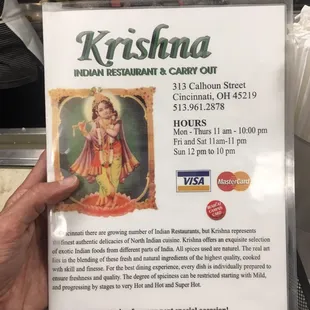 Krishna
INDIAN RESTAURANT & CARRY OUT
313 Calhoun Street
Cincinnati, OH 45219
513.961.2878
HOURS
Mon - Thurs 11 am - 10:00 pm
Fri and Sat 11am-11 pm
Sun 12 pm to 10 pm
VISA
MasterCard
cinnati there are growing number of Indian Restaurants, but Krishna represents
finest authentic delicacies of North Indian cuisine. Krishna offers an exquisite selection
of exotic Indian foods from different parts of India. All spices used are natural. The real art
lies in the blending of these fresh and natural ingredients of the highest quality, cooked
with skill and finesse. For the best dining experience, every dish is individually prepared to
ensure freshness and quality. The degree of spiciness can be restricted starting with
Mild, and progressing by stages to very Hot and Hot and Super Hot.